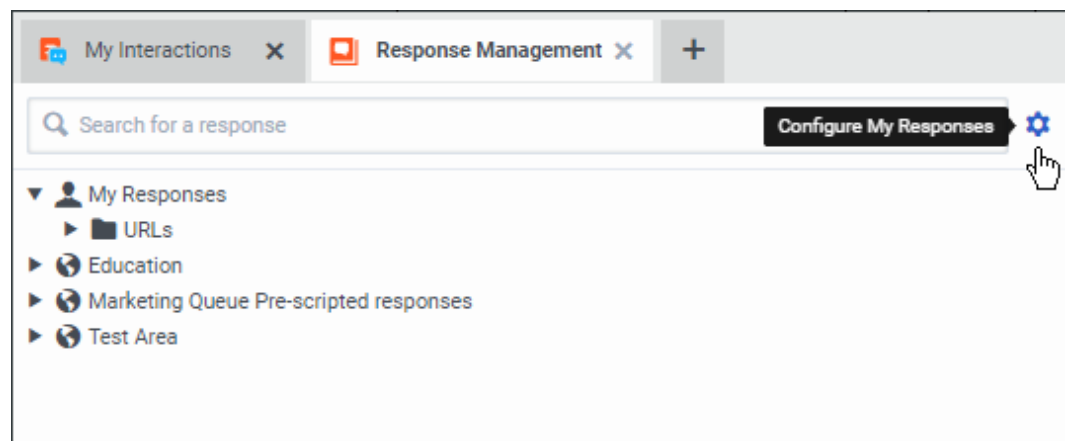 My Interactions
Response Management
Search for a response
Configure My Responses
My Responses
URLs
Education
Marketing Queue Pre-scripted responses
Test Area